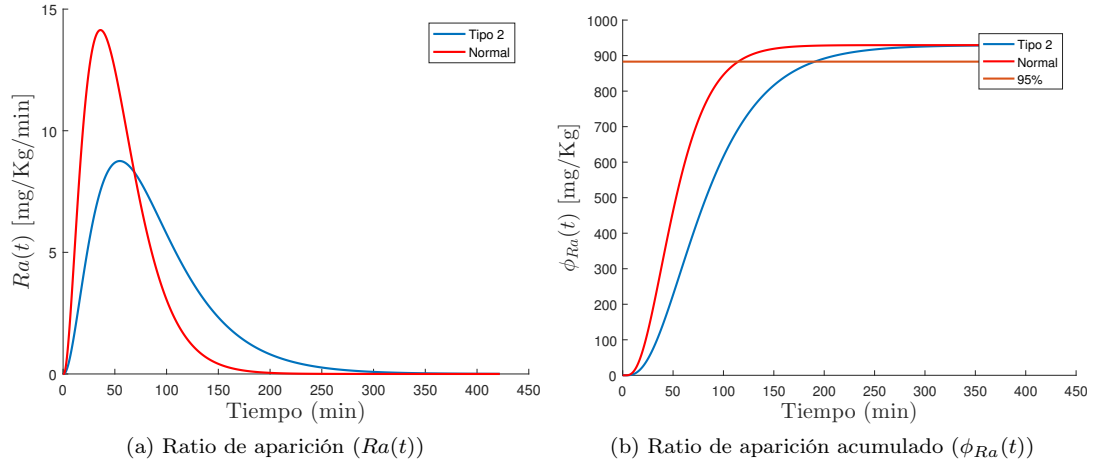 15
10
5
0
Ra(t) [mg/Kg/min]
0 50 100 150 200 250 300 350 400 450
Tiempo (min)
Tipo 2
Normal
(a) Ratio de aparición (Ra(t))
1000
900
800
700
600
500
400
300
200
100
0
ϕRa(t) [mg/Kg]
0 50 100 150 200 250 300 350 400 450
Tiempo (min)
Tipo 2
Normal
95%
(b) Ratio de aparición acumulado (ϕRa(t))